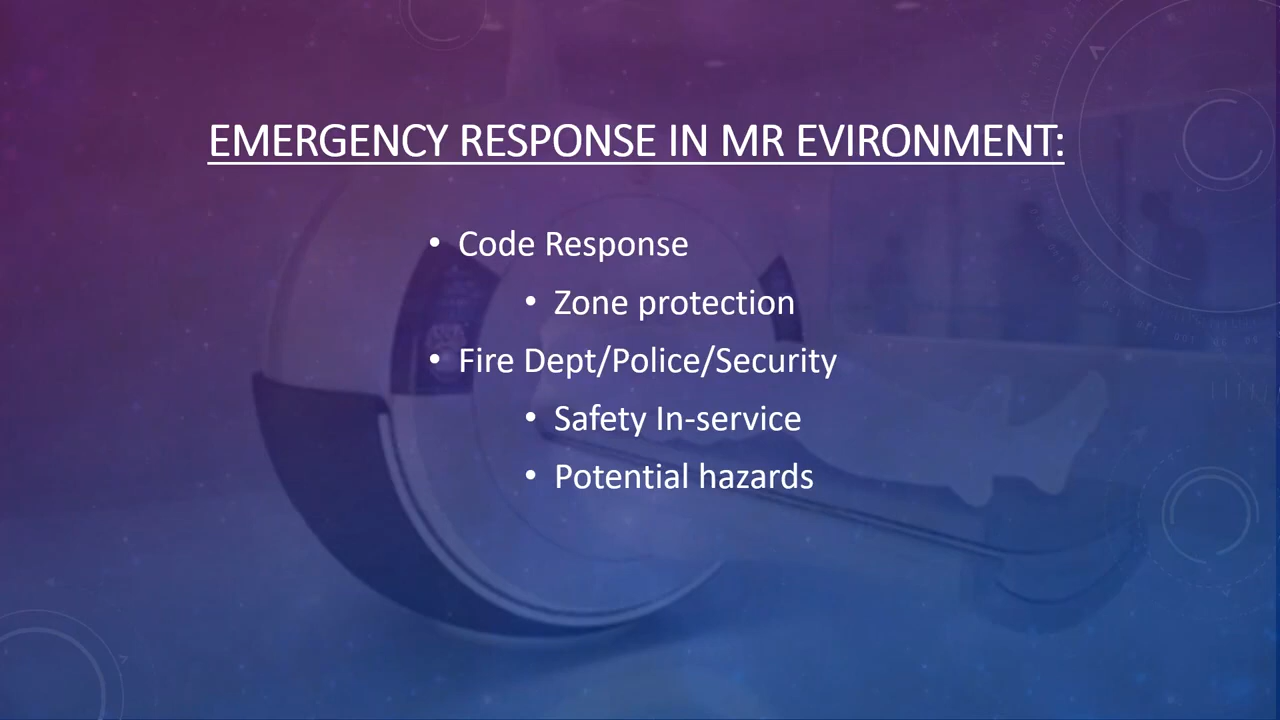 EMERGENCY RESPONSE IN MR EVIRONMENT:
• Code Response
• Zone protection
• Fire Dept/Police/Security
• Safety In-service
• Potential hazards